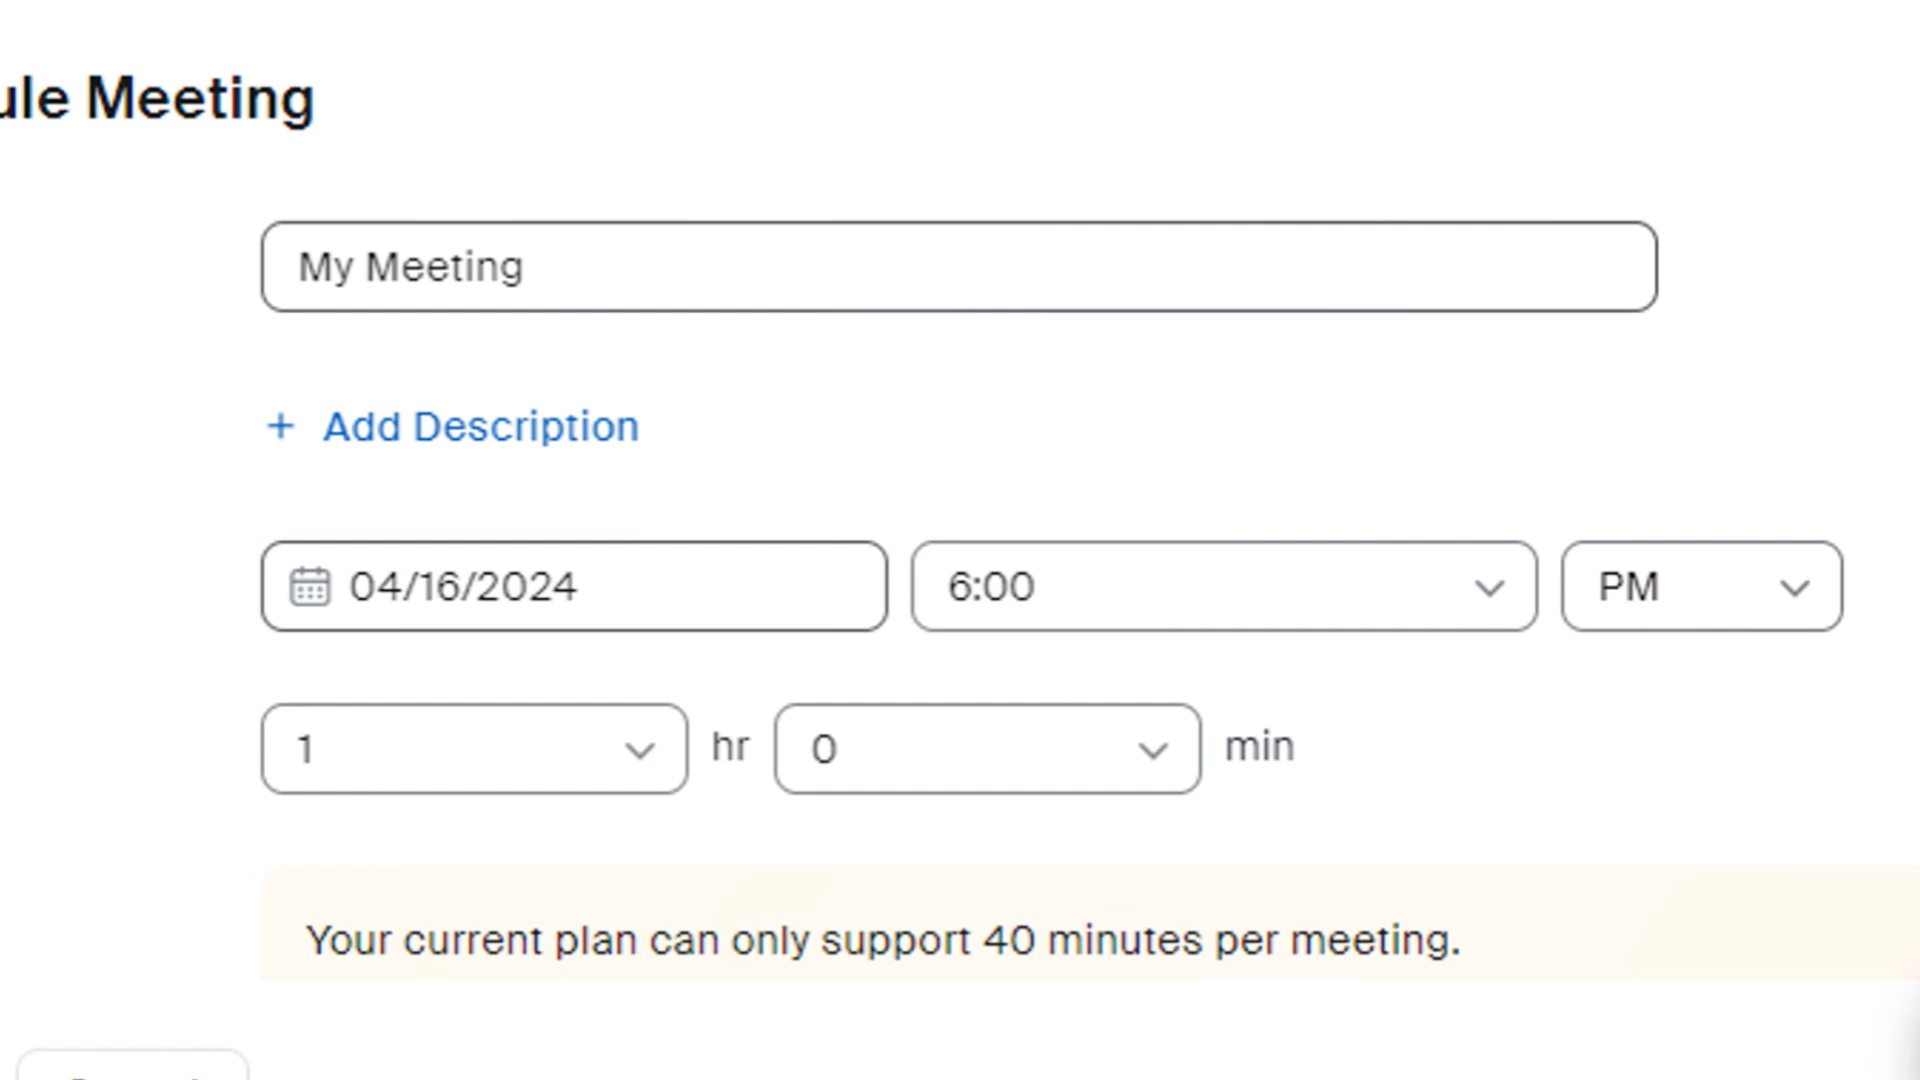 ule Meeting
My Meeting
+ Add Description
04/16/2024 6:00 PM
1 hr 0 min
Your current plan can only support 40 minutes per meeting.